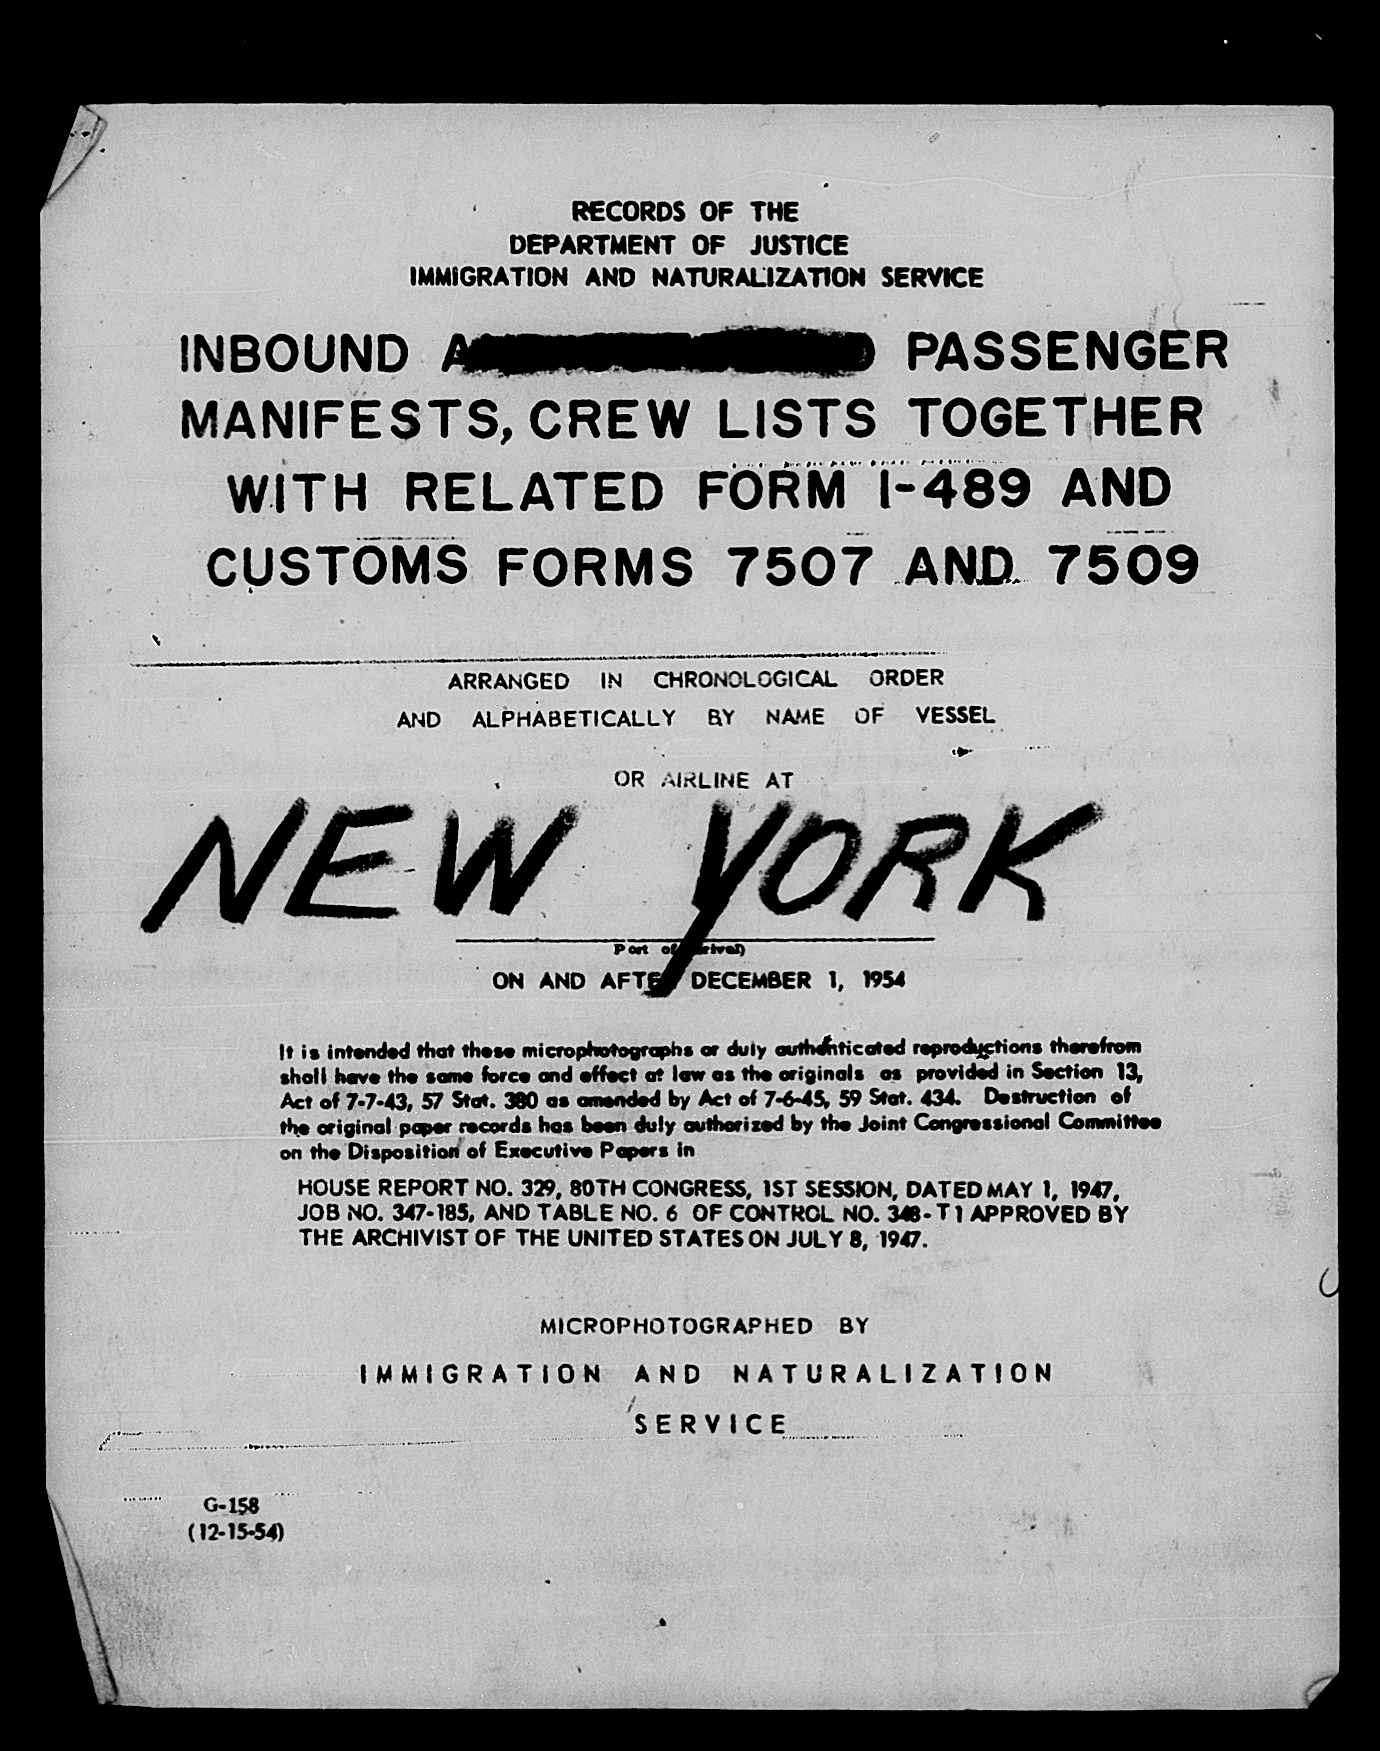 RECORDS OF THE
DEPARTMENT OF JUSTICE
IMMIGRATION AND NATURALIZATION SERVICE
INBOUND A PASSENGER
MANIFESTS, CREW LISTS TOGETHER
WITH RELATED FORM I-489 AND
CUSTOMS FORMS 7507 AND 7509
ARRANGED IN CHRONOLOGICAL ORDER
AND ALPHABETICALLY BY NAME OF VESSEL
OR AIRLINE AT
NEW YORK
Port of
ON AND AFTER DECEMBER 1, 1954
It is intended that these microphotographs or duly authenticated reproductions therefrom
shall have the same force and effect at law as the originals as provided in Section 13,
Act of 7-7-43, 57 Stat. 380 as amended by Act of 7-6-45, 59 Stat. 434. Destruction of
the original paper records has been duly authorized by the Joint Congressional Committee
on the Disposition of Executive Papers in
HOUSE REPORT NO. 329, 80TH CONGRESS, 1ST SESSION, DATED MAY 1, 1947,
JOB NO. 347-185, AND TABLE NO. 6 OF CONTROL NO. 348-T1 APPROVED BY
THE ARCHIVIST OF THE UNITED STATES ON JULY 8, 1947.
MICROPHOTOGRAPHED BY
IMMIGRATION AND NATURALIZATION
SERVICE
G-158
(12-15-54)